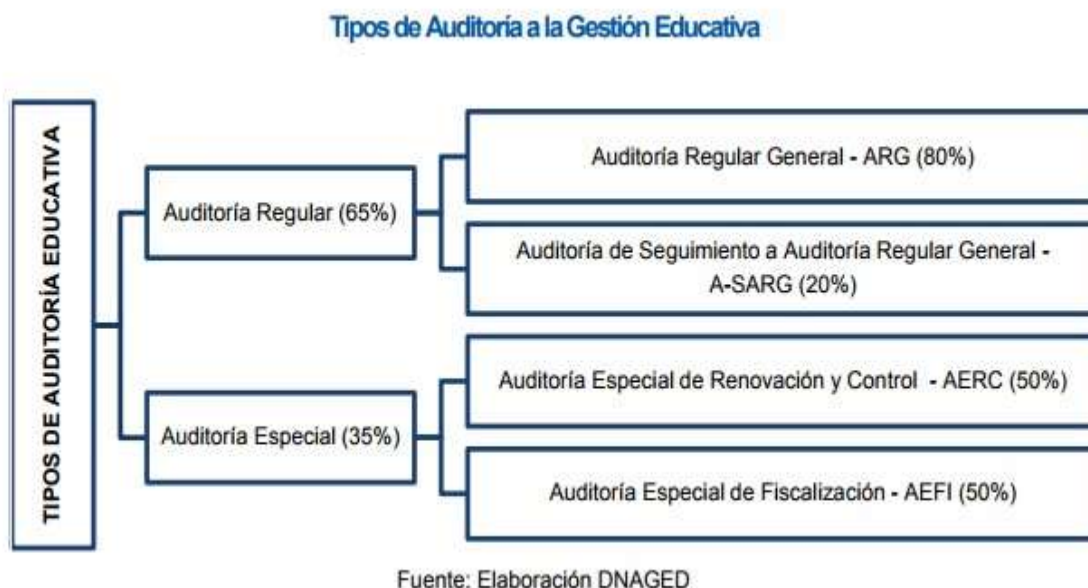 Tipos de Auditoría a la Gestión Educativa
TIPOS DE AUDITORÍA EDUCATIVA
Auditoría Regular (65%)
Auditoría Regular General - ARG (80%)
Auditoría de Seguimiento a Auditoría Regular General -
A-SARG (20%)
Auditoría Especial (35%)
Auditoría Especial de Renovación y Control - AERC (50%)
Auditoría Especial de Fiscalización - AEFI (50%)
Fuente: Elaboración DNAGED